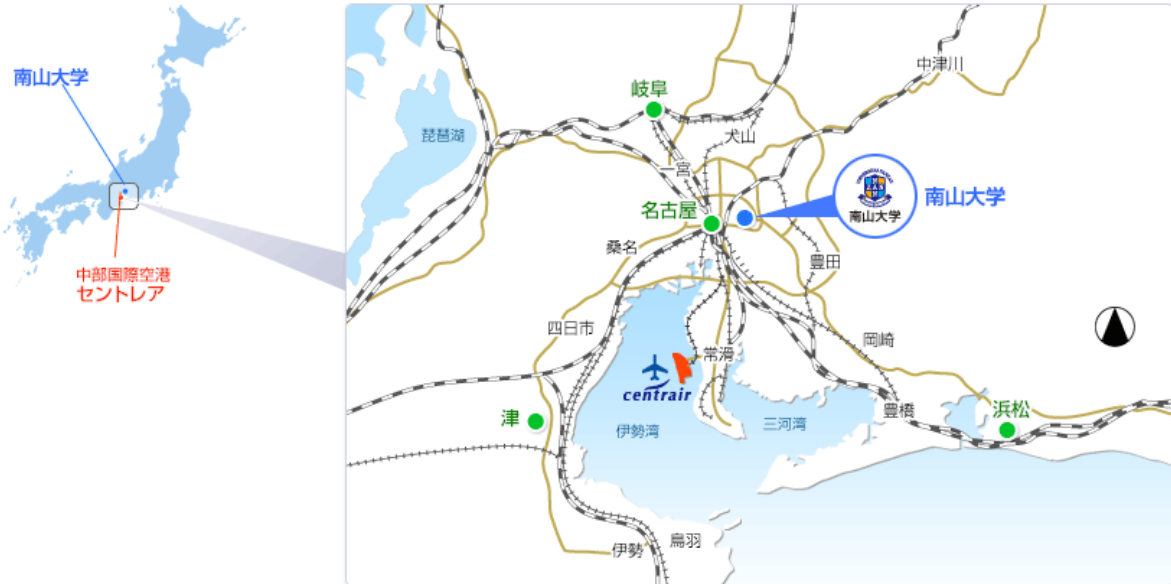 南山大学
中部国際空港
セントレア
中津川
岐阜
琵琶湖
犬山
一宮
南山大学
南山大学
名古屋
桑名
豊田
四日市
岡崎
常滑
centrair
津
伊勢湾
三河湾
豊橋
浜松
伊勢
鳥羽